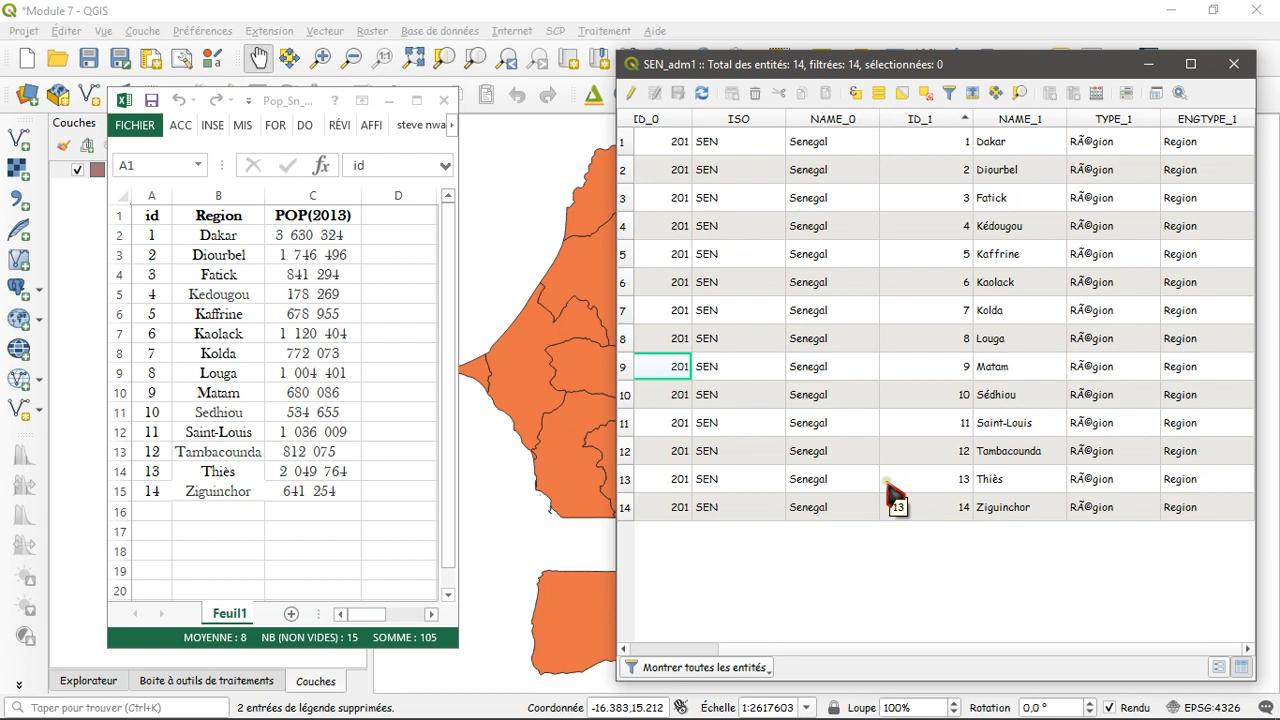 *Module 7 - QGIS
Projet Éditer Vue Couche Préférences Extension Vecteur Raster Base de données Internet SCP Traitement Aide
SEN_adm1 :: Total des entités: 14, filtrées: 14, sélectionnées: 0
Pop_Sn_...
Couches
FICHIER ACC INSE MIS FOR DO RÉVI AFFI steve nwa
A1 fx id
A B C D
1 id Region POP(2013)
2 1 Dakar 3 630 324
3 2 Diourbel 1 746 496
4 3 Fatick 841 294
5 4 Kedougou 178 269
6 5 Kaffrine 678 955
7 6 Kaolack 1 120 404
8 7 Kolda 772 073
9 8 Louga 1 004 401
10 9 Matam 680 086
11 10 Sedhiou 534 655
12 11 Saint-Louis 1 036 009
13 12 Tambacounda 812 075
14 13 Thiès 2 049 764
15 14 Ziguinchor 641 254
16
17
18
19
20
Feuil1
MOYENNE : 8 NB (NON VIDES) : 15 SOMME : 105
ID_0 ISO NAME_0 ID_1 NAME_1 TYPE_1 ENGTYPE_1
1 201 SEN Senegal 1 Dakar RÃ©gion Region
2 201 SEN Senegal 2 Diourbel RÃ©gion Region
3 201 SEN Senegal 3 Fatick RÃ©gion Region
4 201 SEN Senegal 4 Kédougou RÃ©gion Region
5 201 SEN Senegal 5 Kaffrine RÃ©gion Region
6 201 SEN Senegal 6 Kaolack RÃ©gion Region
7 201 SEN Senegal 7 Kolda RÃ©gion Region
8 201 SEN Senegal 8 Louga RÃ©gion Region
9 201 SEN Senegal 9 Matam RÃ©gion Region
10 201 SEN Senegal 10 Sédhiou RÃ©gion Region
11 201 SEN Senegal 11 Saint-Louis RÃ©gion Region
12 201 SEN Senegal 12 Tambacounda RÃ©gion Region
13 201 SEN Senegal 13 Thiès RÃ©gion Region
14 201 SEN Senegal 14 Ziguinchor RÃ©gion Region
13
Montrer toutes les entités
Explorateur Boite à outils de traitements Couches
Taper pour trouver (Ctrl+K) 2 entrées de légende supprimées. Coordonnée -16.383,15.212 Échelle 1:2617603 Loupe 100% Rotation 0,0 ° Rendu EPSG:4326